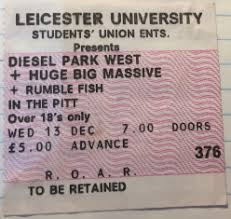 LEICESTER UNIVERSITY
STUDENTS' UNION ENTS.
Presents
DIESEL PARK WEST
+ HUGE BIG MASSIVE
+ RUMBLE FISH
IN THE PITT
Over 18's only
WED 13 DEC 7.00 DOORS
£5.00 ADVANCE
376
R. O. A. R.
TO BE RETAINED